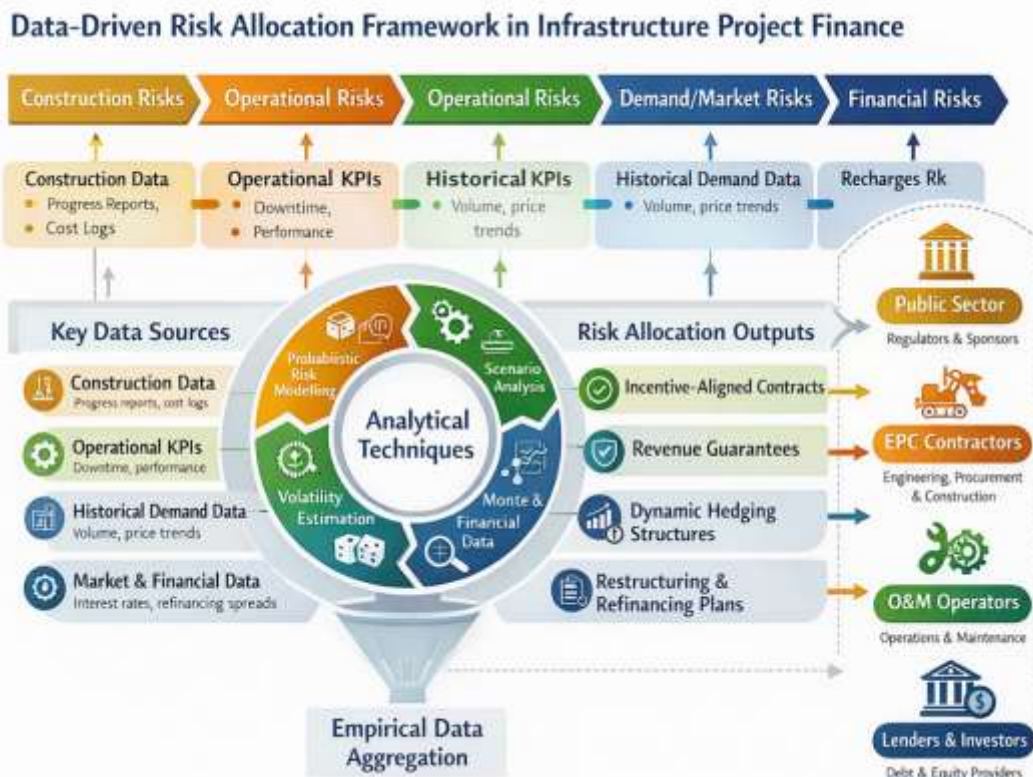 Data-Driven Risk Allocation Framework in Infrastructure Project Finance
Construction Risks
Operational Risks
Operational Risks
Demand/Market Risks
Financial Risks
Construction Data
Progress Reports,
Cost Logs
Operational KPIs
Downtime,
Performance
Historical KPIs
Volume, price
trends
Historical Demand Data
Volume, price trends
Recharges Rk
Key Data Sources
Construction Data
Progress reports, cost logs
Operational KPIs
Downtime, performance
Historical Demand Data
Volume, price trends
Market & Financial Data
Interest rates, refinancing spreads
Probabilistic
Risk
Modelling
Scenario
Analysis
Analytical
Techniques
Volatility
Estimation
Monte &
Financial
Data
Empirical Data
Aggregation
Risk Allocation Outputs
Incentive-Aligned Contracts
Revenue Guarantees
Dynamic Hedging
Structures
Restructuring &
Refinancing Plans
Public Sector
Regulators & Sponsors
EPC Contractors
Engineering, Procurement
& Construction
O&M Operators
Operations & Maintenance
$
Lenders & Investors
Debt & Equity Providers